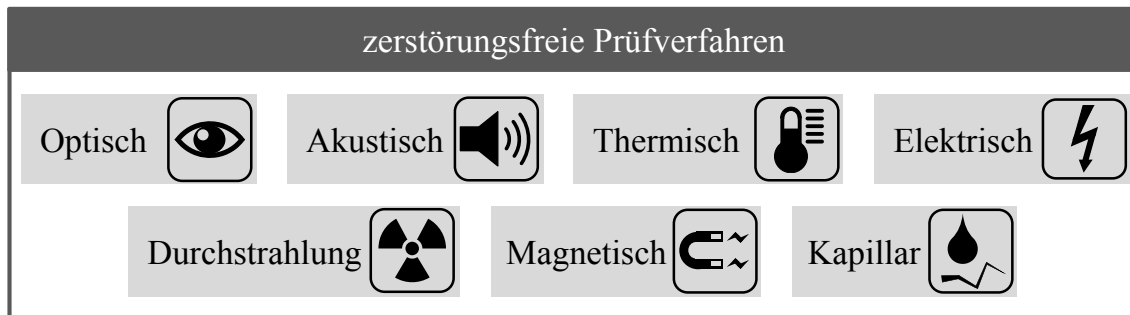 zerstörungsfreie Prüfverfahren
Optisch Akustisch Thermisch Elektrisch
Durchstrahlung Magnetisch Kapillar